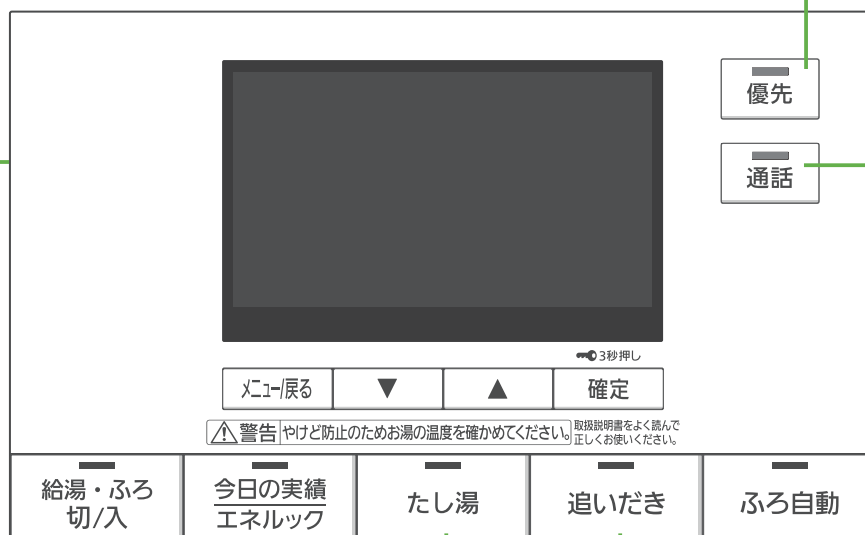 優先
通話
3秒押し
メニュー/戻る
▼
▲
確定
警告 やけど防止のためお湯の温度を確かめてください。
取扱説明書をよく読んで
正しくお使いください。
給湯・ふろ
切/入
今日の実績
エネルック
たし湯
追いだき
ふろ自動